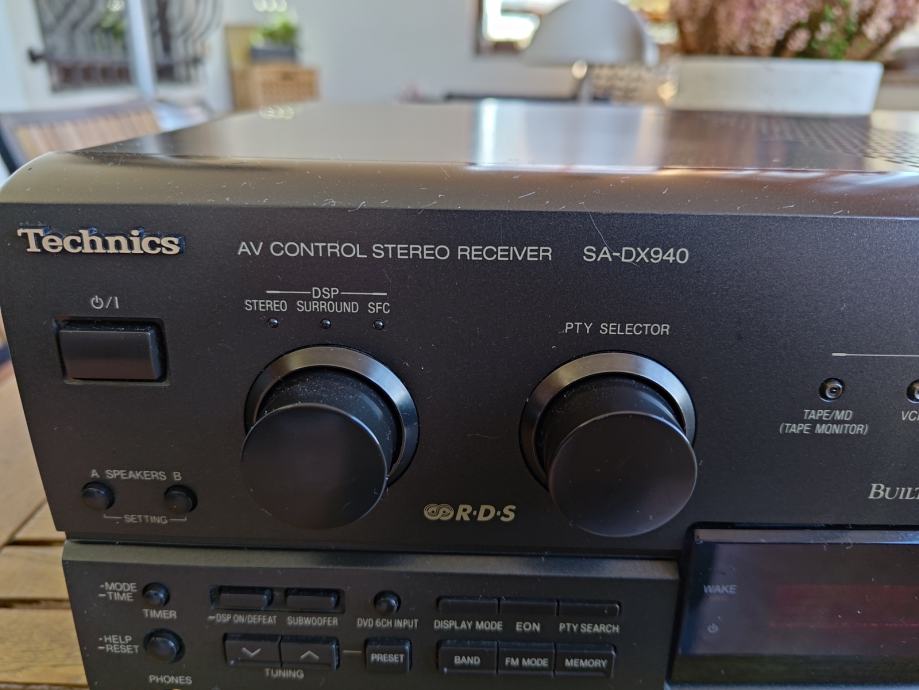 Technics
AV CONTROL STEREO RECEIVER SA-DX940
DSP
STEREO SURROUND SFC
PTY SELECTOR
TAPE/MD
(TAPE MONITOR)
A SPEAKERS B
SETTING
R·D·S
WAKE
-MODE
-TIME
TIMER
-DSP ON/DEFEAT SUBWOOFER DVD 6CH INPUT DISPLAY MODE EON PTY SEARCH
-HELP
-RESET
PRESET BAND FM MODE MEMORY
TUNING
PHONES